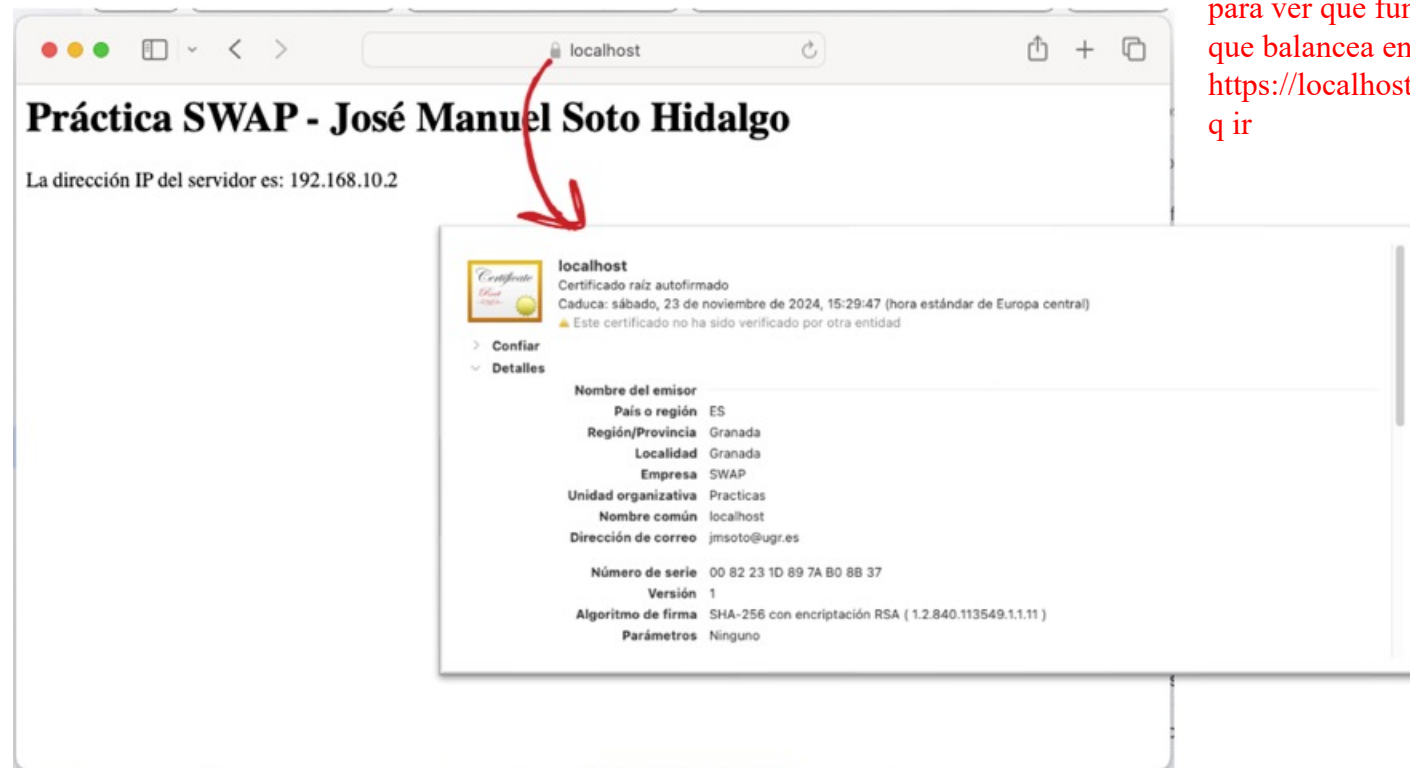 para ver que fun
que balancea en
https://localhost
q ir
localhost
Práctica SWAP - José Manuel Soto Hidalgo
La dirección IP del servidor es: 192.168.10.2
Certificate
localhost
Certificado raíz autofirmado
Caduca: sábado, 23 de noviembre de 2024, 15:29:47 (hora estándar de Europa central)
Este certificado no ha sido verificado por otra entidad
Confiar
Detalles
Nombre del emisor
País o región ES
Región/Provincia Granada
Localidad Granada
Empresa SWAP
Unidad organizativa Practicas
Nombre común localhost
Dirección de correo jmsoto@ugr.es
Número de serie 00 82 23 1D 89 7A B0 8B 37
Versión 1
Algoritmo de firma SHA-256 con encriptación RSA ( 1.2.840.113549.1.1.11 )
Parámetros Ninguno